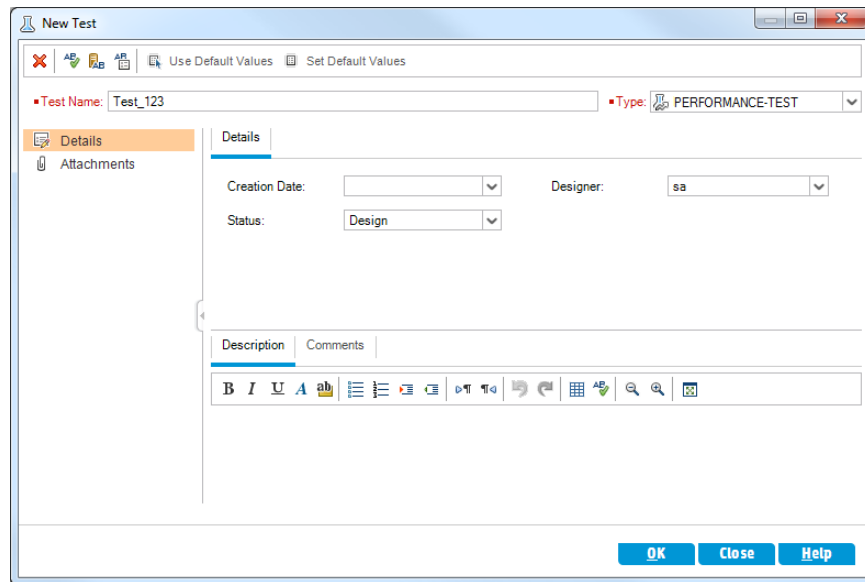 New Test
Use Default Values Set Default Values
Test Name: Test_123 Type: PERFORMANCE-TEST
Details
Attachments
Details
Creation Date: Designer: sa
Status: Design
Description Comments
B I U A ab
OK Close Help